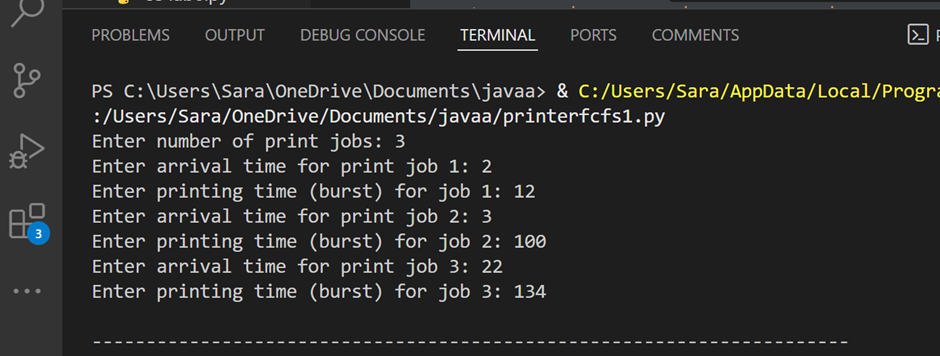 PROBLEMS OUTPUT DEBUG CONSOLE TERMINAL PORTS COMMENTS
PS C:\Users\Sara\OneDrive\Documents\javaa> & C:/Users/Sara/AppData/Local/Progra
:/Users/Sara/OneDrive/Documents/javaa/printerfcfs1.py
Enter number of print jobs: 3
Enter arrival time for print job 1: 2
Enter printing time (burst) for job 1: 12
Enter arrival time for print job 2: 3
Enter printing time (burst) for job 2: 100
Enter arrival time for print job 3: 22
Enter printing time (burst) for job 3: 134
3
----------------------------------------------------------------------